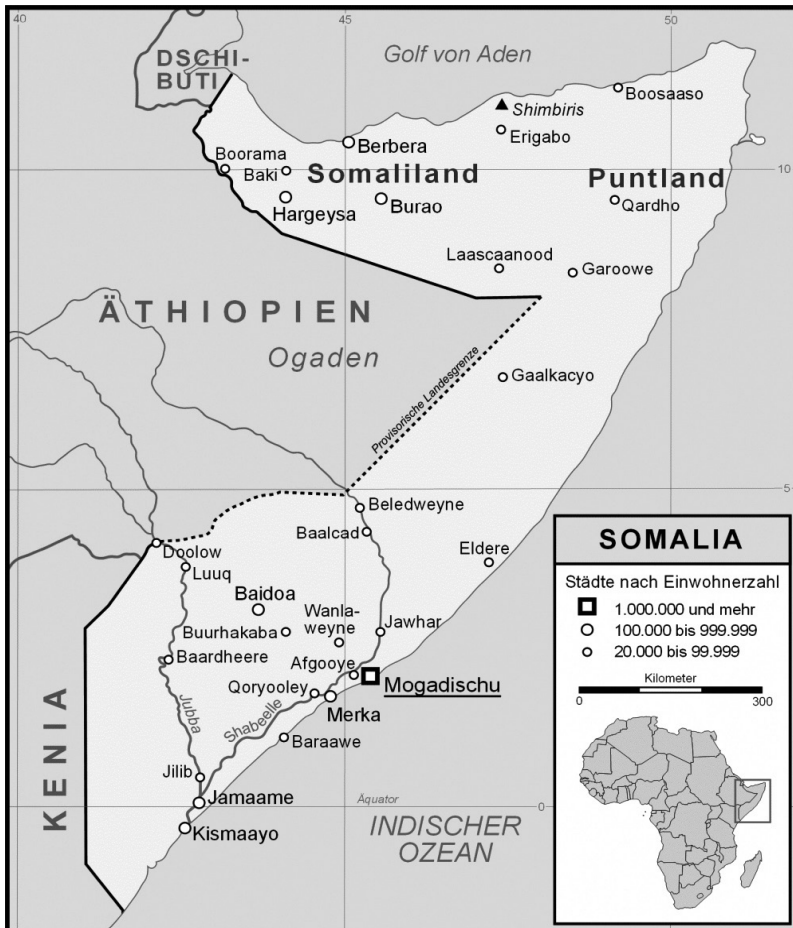 40
45
50
DSCHI-
BUTI
Golf von Aden
Boosaaso
Shimbiris
Erigabo
Berbera
Boorama
Baki
Somaliland
Puntland
10
Hargeysa
Burao
Qardho
Laascaanood
Garoowe
ÄTHIOPIEN
Ogaden
Provisorische Landesgrenze
Gaalkacyo
5
Beledweyne
Baalcad
Doolow
Luuq
Eldere
Baidoa
Wanla-
weyne
Buurhakaba
Jawhar
Baardheere
Afgooye
Qoryooley
Mogadischu
Merka
Jubba
Shabeelle
Baraawe
KENIA
Jilib
Jamaame
Äquator
0
Kismaayo
INDISCHER
OZEAN
SOMALIA
Städte nach Einwohnerzahl
1.000.000 und mehr
100.000 bis 999.999
20.000 bis 99.999
Kilometer
0
300